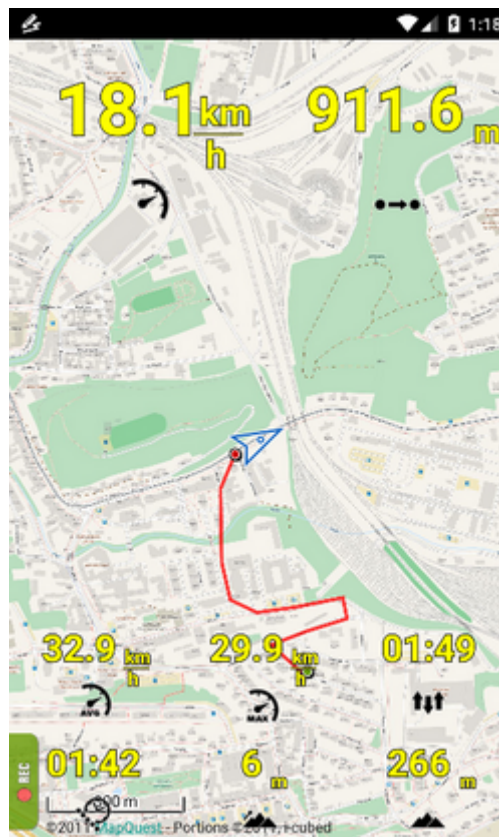 1:18
18.1 km/h
911.6 m
32.9 km/h
29.9 km/h
01:49
AVG
MAX
REC
01:42
6 m
266 m
200 m
©2011 MapQuest - Portions ©2011, i-cubed